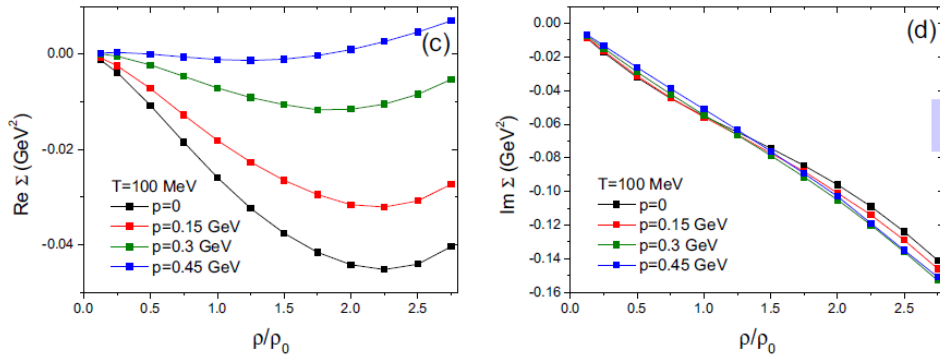 (c)
0.00
-0.02
-0.04
Re Σ (GeV²)
T=100 MeV
p=0
p=0.15 GeV
p=0.3 GeV
p=0.45 GeV
0.0 0.5 1.0 1.5 2.0 2.5
ρ/ρ₀
(d)
0.00
-0.02
-0.04
-0.06
-0.08
-0.10
-0.12
-0.14
-0.16
Im Σ (GeV²)
T=100 MeV
p=0
p=0.15 GeV
p=0.3 GeV
p=0.45 GeV
0.0 0.5 1.0 1.5 2.0 2.5
ρ/ρ₀